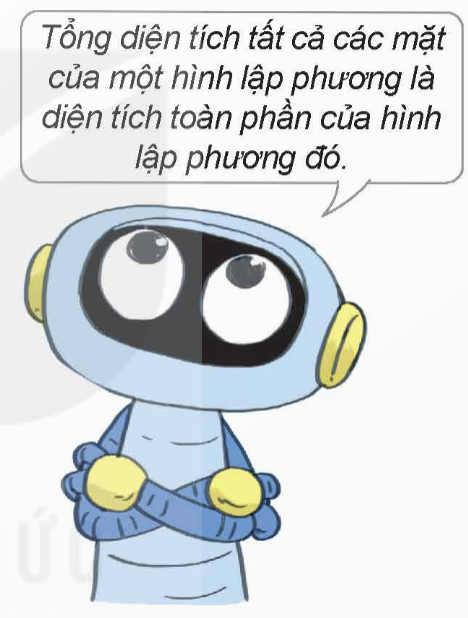 Tổng diện tích tất cả các mặt
của một hình lập phương là
diện tích toàn phần của hình
lập phương đó.